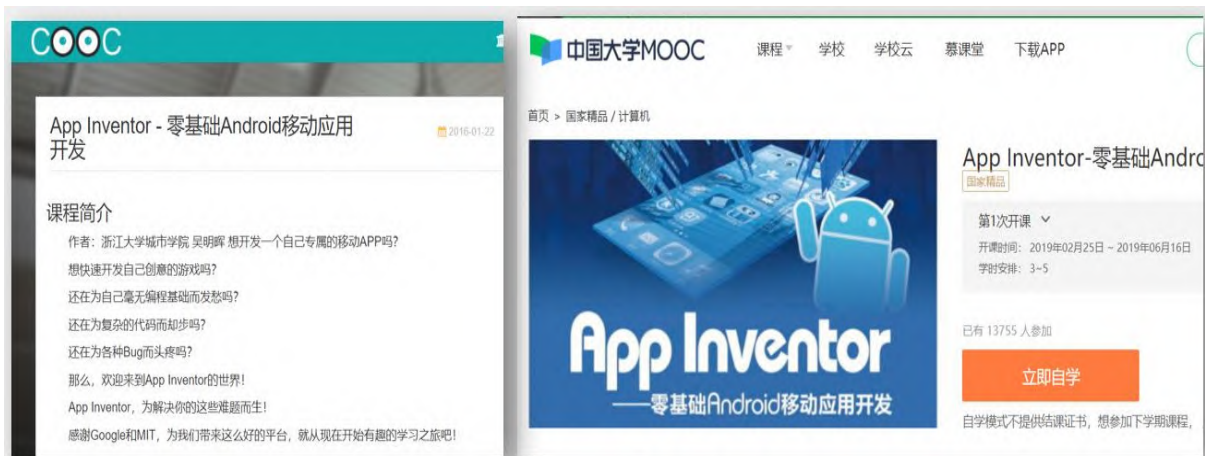 COOC
App Inventor - 零基础Android移动应用
开发
2016-01-22
课程简介
作者：浙江大学城市学院 吴明晖 想开发一个自己专属的移动APP吗?
想快速开发自己创意的游戏吗?
还在为自己毫无编程基础而发愁吗?
还在为复杂的代码而却步吗?
还在为各种Bug而头疼吗?
那么，欢迎来到App Inventor的世界!
App Inventor，为解决你的这些难题而生!
感谢Google和MIT，为我们带来这么好的平台，就从现在开始有趣的学习之旅吧!
中国大学MOOC 课程 学校 学校云 慕课堂 下载APP
首页 > 国家精品 / 计算机
App Inventor
——零基础Android移动应用开发
App Inventor-零基础Andro
国家精品
第1次开课
开课时间: 2019年02月25日 ~ 2019年06月16日
学时安排: 3~5
已有 13755 人参加
立即自学
自学模式不提供结课证书，想参加下学期课程，